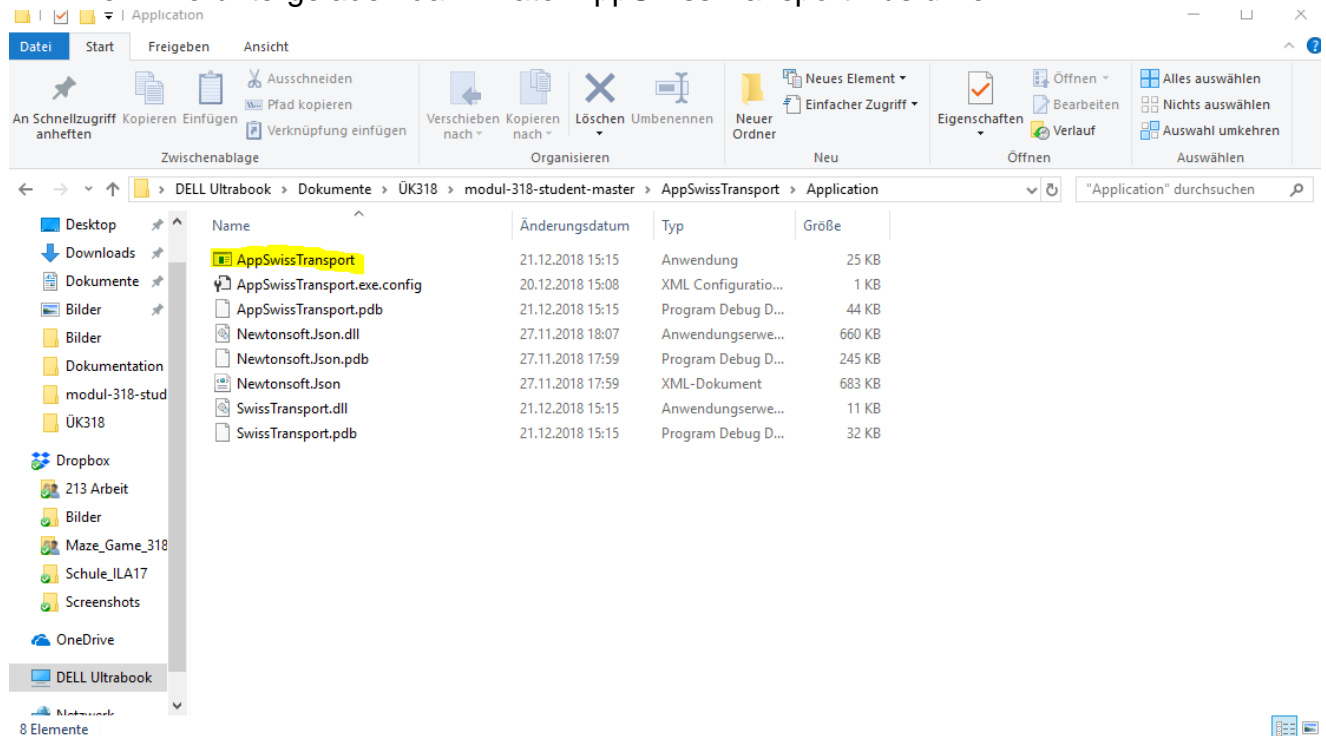 Application
Datei Start Freigeben Ansicht
An Schnellzugriff anheften
Kopieren
Einfügen
Ausschneiden
Pfad kopieren
Verknüpfung einfügen
Zwischenablage
Verschieben nach
Kopieren nach
Löschen
Umbenennen
Organisieren
Neuer Ordner
Neues Element
Einfacher Zugriff
Neu
Eigenschaften
Öffnen
Bearbeiten
Verlauf
Öffnen
Alles auswählen
Nichts auswählen
Auswahl umkehren
Auswählen
> DELL Ultrabook > Dokumente > ÜK318 > modul-318-student-master > AppSwissTransport > Application
"Application" durchsuchen
Desktop
Downloads
Dokumente
Bilder
Bilder
Dokumentation
modul-318-stud
ÜK318
Dropbox
213 Arbeit
Bilder
Maze_Game_318
Schule_ILA17
Screenshots
OneDrive
DELL Ultrabook
Netzwerk
Name Änderungsdatum Typ Größe
AppSwissTransport 21.12.2018 15:15 Anwendung 25 KB
AppSwissTransport.exe.config 20.12.2018 15:08 XML Configuratio... 1 KB
AppSwissTransport.pdb 21.12.2018 15:15 Program Debug D... 44 KB
Newtonsoft.Json.dll 27.11.2018 18:07 Anwendungserwe... 660 KB
Newtonsoft.Json.pdb 27.11.2018 17:59 Program Debug D... 245 KB
Newtonsoft.Json 27.11.2018 17:59 XML-Dokument 683 KB
SwissTransport.dll 21.12.2018 15:15 Anwendungserwe... 11 KB
SwissTransport.pdb 21.12.2018 15:15 Program Debug D... 32 KB
8 Elemente